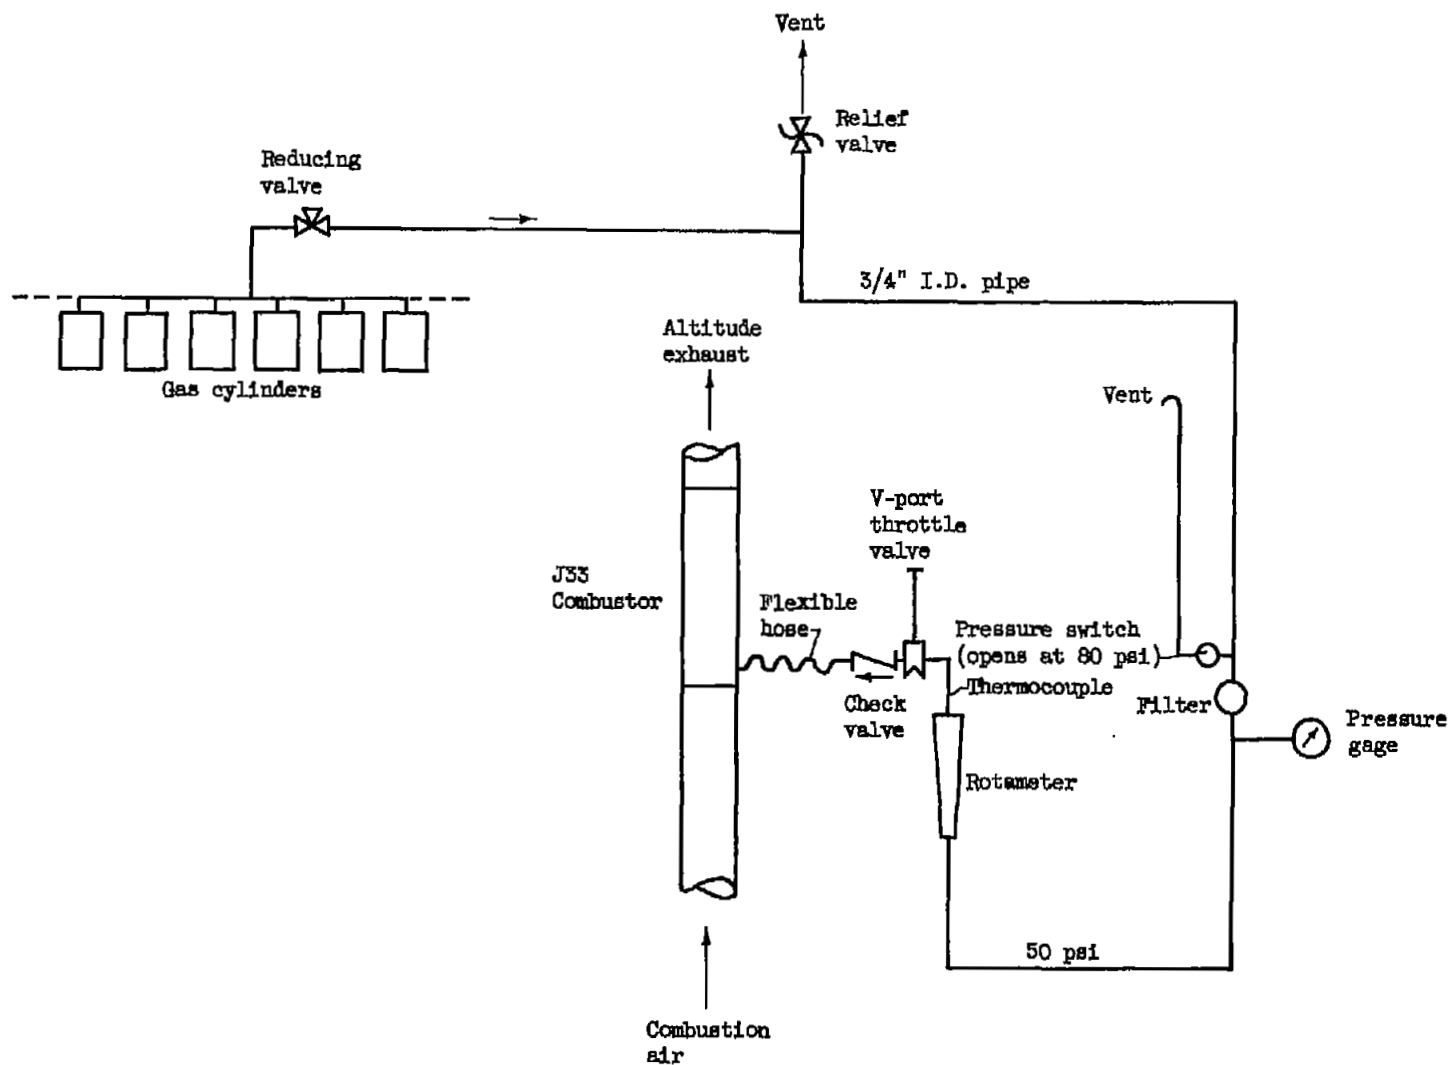 Vent
Relief
valve
Reducing
valve
3/4" I.D. pipe
Altitude
exhaust
Gas cylinders
Vent
V-port
throttle
valve
J33
Combustor
Flexible
hose
Pressure switch
(opens at 80 psi)
Thermocouple
Check
valve
Filter
Pressure
gage
Rotameter
50 psi
Combustion
air